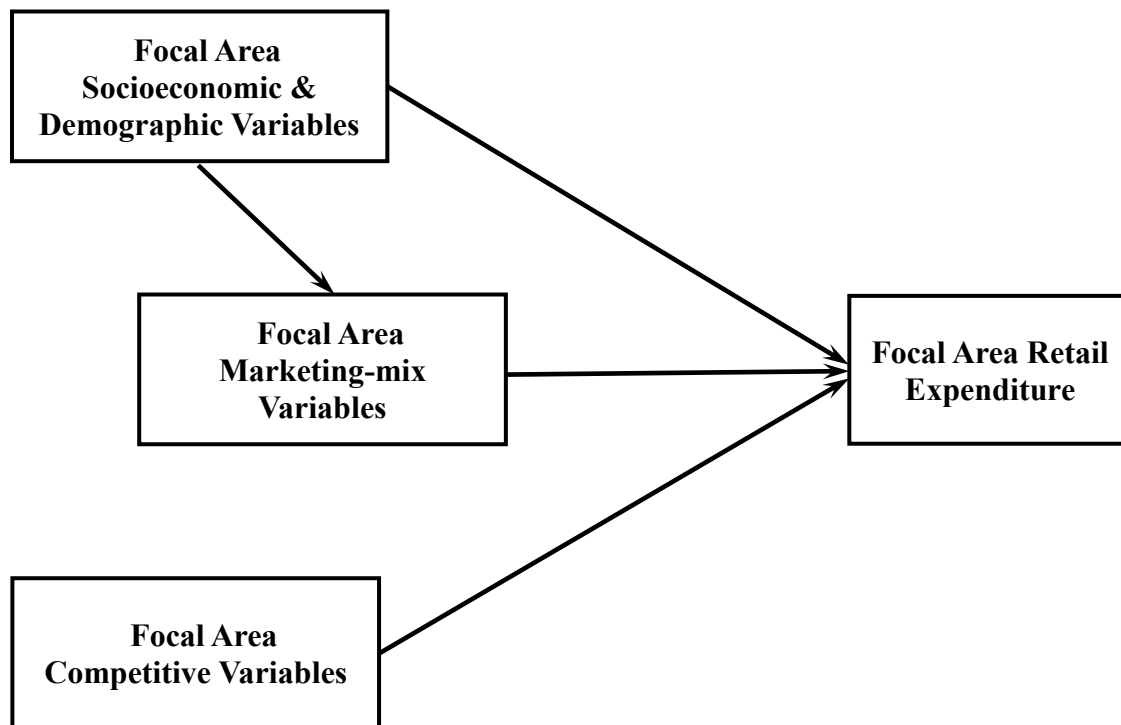 Focal Area
Socioeconomic &
Demographic Variables
Focal Area
Marketing-mix
Variables
Focal Area Retail
Expenditure
Focal Area
Competitive Variables